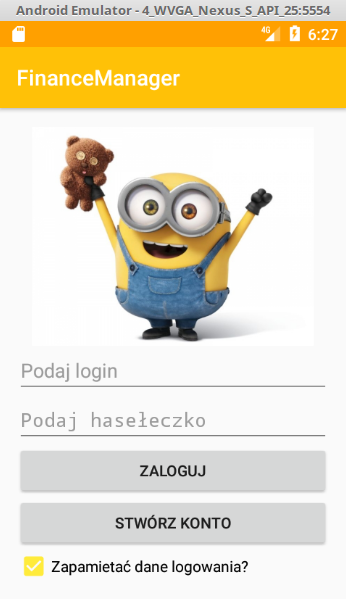 Android Emulator - 4_WVGA_Nexus_S_API_25:5554
4G 6:27
FinanceManager
Podaj login
Podaj hasełeczko
ZALOGUJ
STWÓRZ KONTO
Zapamietać dane logowania?